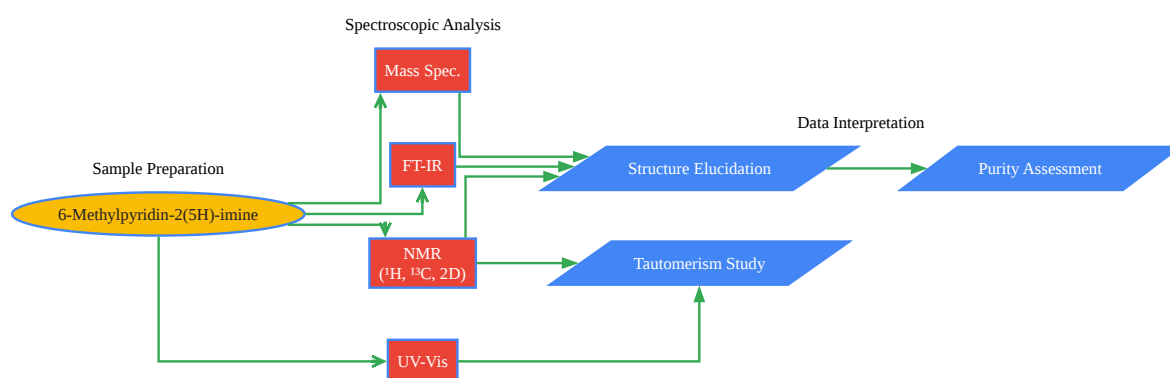 Spectroscopic Analysis
Mass Spec.
Data Interpretation
Sample Preparation
FT-IR
Structure Elucidation
Purity Assessment
6-Methylpyridin-2(5H)-imine
NMR
(¹H, ¹³C, 2D)
Tautomerism Study
UV-Vis